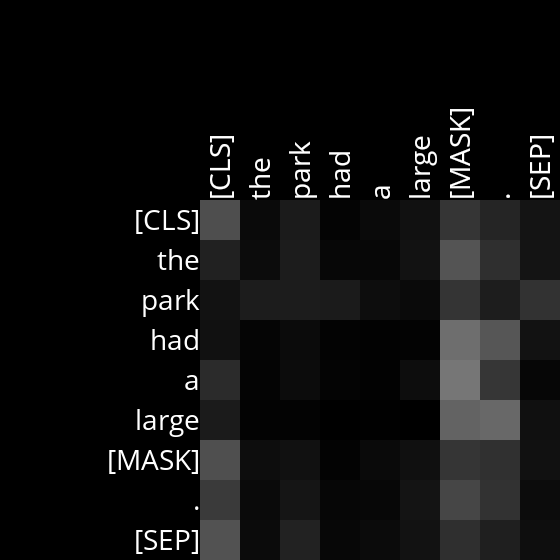 [CLS] the park had a large [MASK] . [SEP]
[CLS]
the
park
had
a
large
[MASK]
.
[SEP]